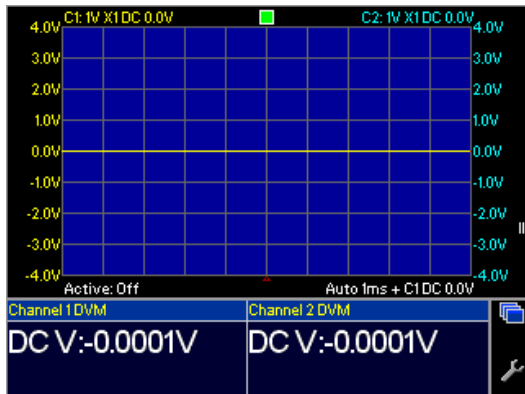 C1: 1V X1 DC 0.0V
C2: 1V X1 DC 0.0V
4.0V
4.0V
3.0V
3.0V
2.0V
2.0V
1.0V
1.0V
0.0V
0.0V
-1.0V
-1.0V
-2.0V
-2.0V
-3.0V
-3.0V
-4.0V
-4.0V
Active: Off
Auto 1ms + C1 DC 0.0V
Channel 1 DVM
Channel 2 DVM
DC V:-0.0001V
DC V:-0.0001V